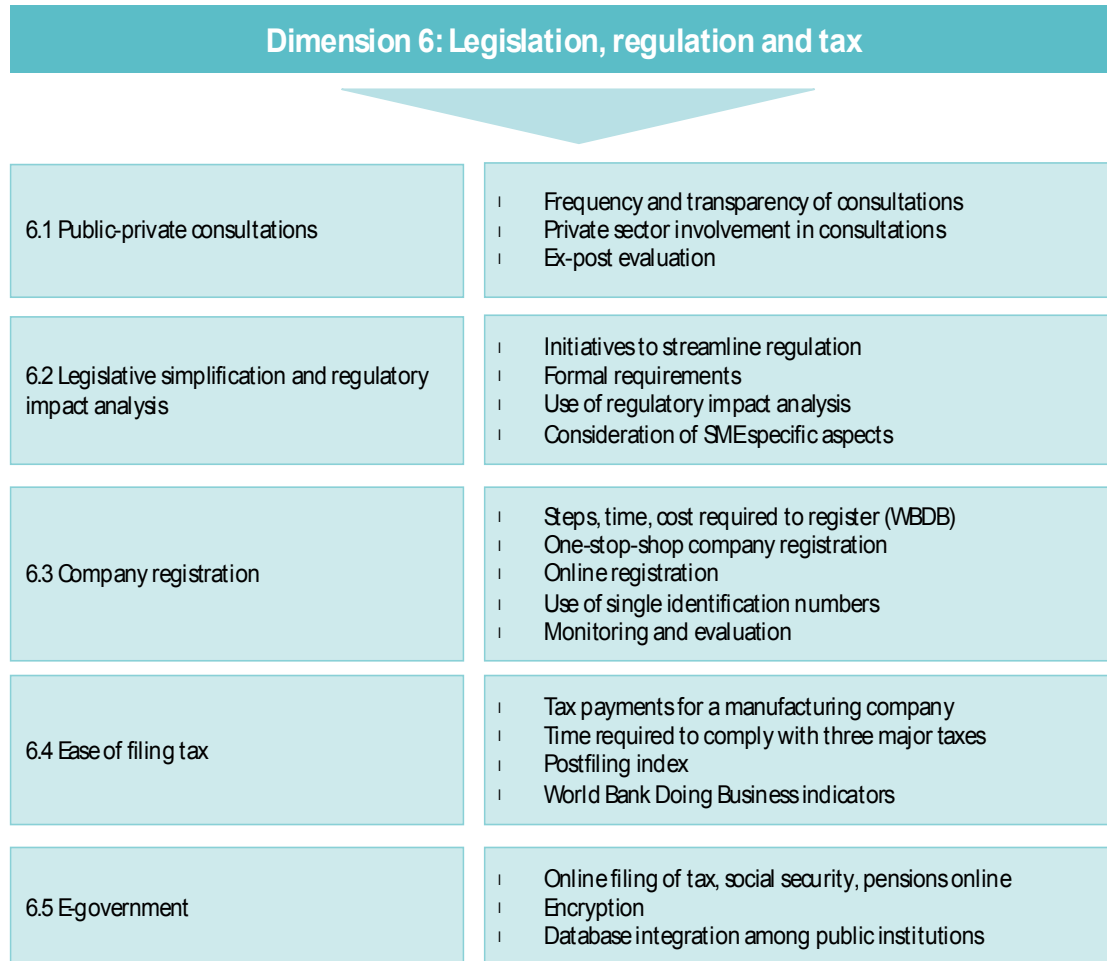 Dimension 6: Legislation, regulation and tax
6.1 Public-private consultations
Frequency and transparency of consultations
Private sector involvement in consultations
Ex-post evaluation
6.2 Legislative simplification and regulatory
impact analysis
Initiatives to streamline regulation
Formal requirements
Use of regulatory impact analysis
Consideration of SME specific aspects
6.3 Company registration
Steps, time, cost required to register (WBDB)
One-stop-shop company registration
Online registration
Use of single identification numbers
Monitoring and evaluation
6.4 Ease of filing tax
Tax payments for a manufacturing company
Time required to comply with three major taxes
Postfiling index
World Bank Doing Business indicators
6.5 E-government
Online filing of tax, social security, pensions online
Encryption
Database integration among public institutions